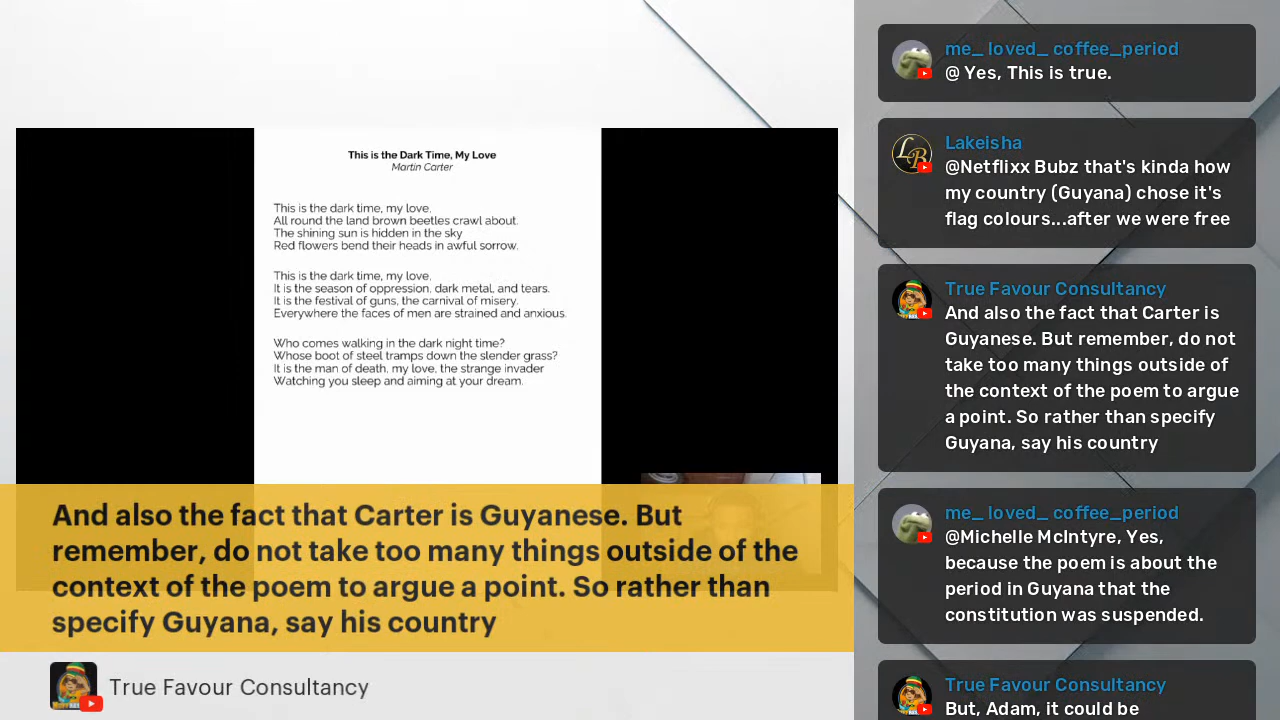 This is the Dark Time, My Love
Martin Carter
This is the dark time, my love.
All round the land brown beetles crawl about.
The shining sun is hidden in the sky
Red flowers bend their heads in awful sorrow.
This is the dark time, my love.
It is the season of oppression, dark metal, and tears.
It is the festival of guns, the carnival of misery.
Everywhere the faces of men are strained and anxious.
Who comes walking in the dark night time?
Whose boot of steel tramps down the slender grass?
It is the man of death, my love, the strange invader
Watching you sleep and aiming at your dream.
And also the fact that Carter is Guyanese. But
remember, do not take too many things outside of the
context of the poem to argue a point. So rather than
specify Guyana, say his country
True Favour Consultancy
me_ loved_ coffee_period
@ Yes, This is true.
Lakeisha
@Netflixx Bubz that's kinda how
my country (Guyana) chose it's
flag colours...after we were free
True Favour Consultancy
And also the fact that Carter is
Guyanese. But remember, do not
take too many things outside of
the context of the poem to argue
a point. So rather than specify
Guyana, say his country
me_ loved_ coffee_period
@Michelle McIntyre, Yes,
because the poem is about the
period in Guyana that the
constitution was suspended.
True Favour Consultancy
But, Adam, it could be